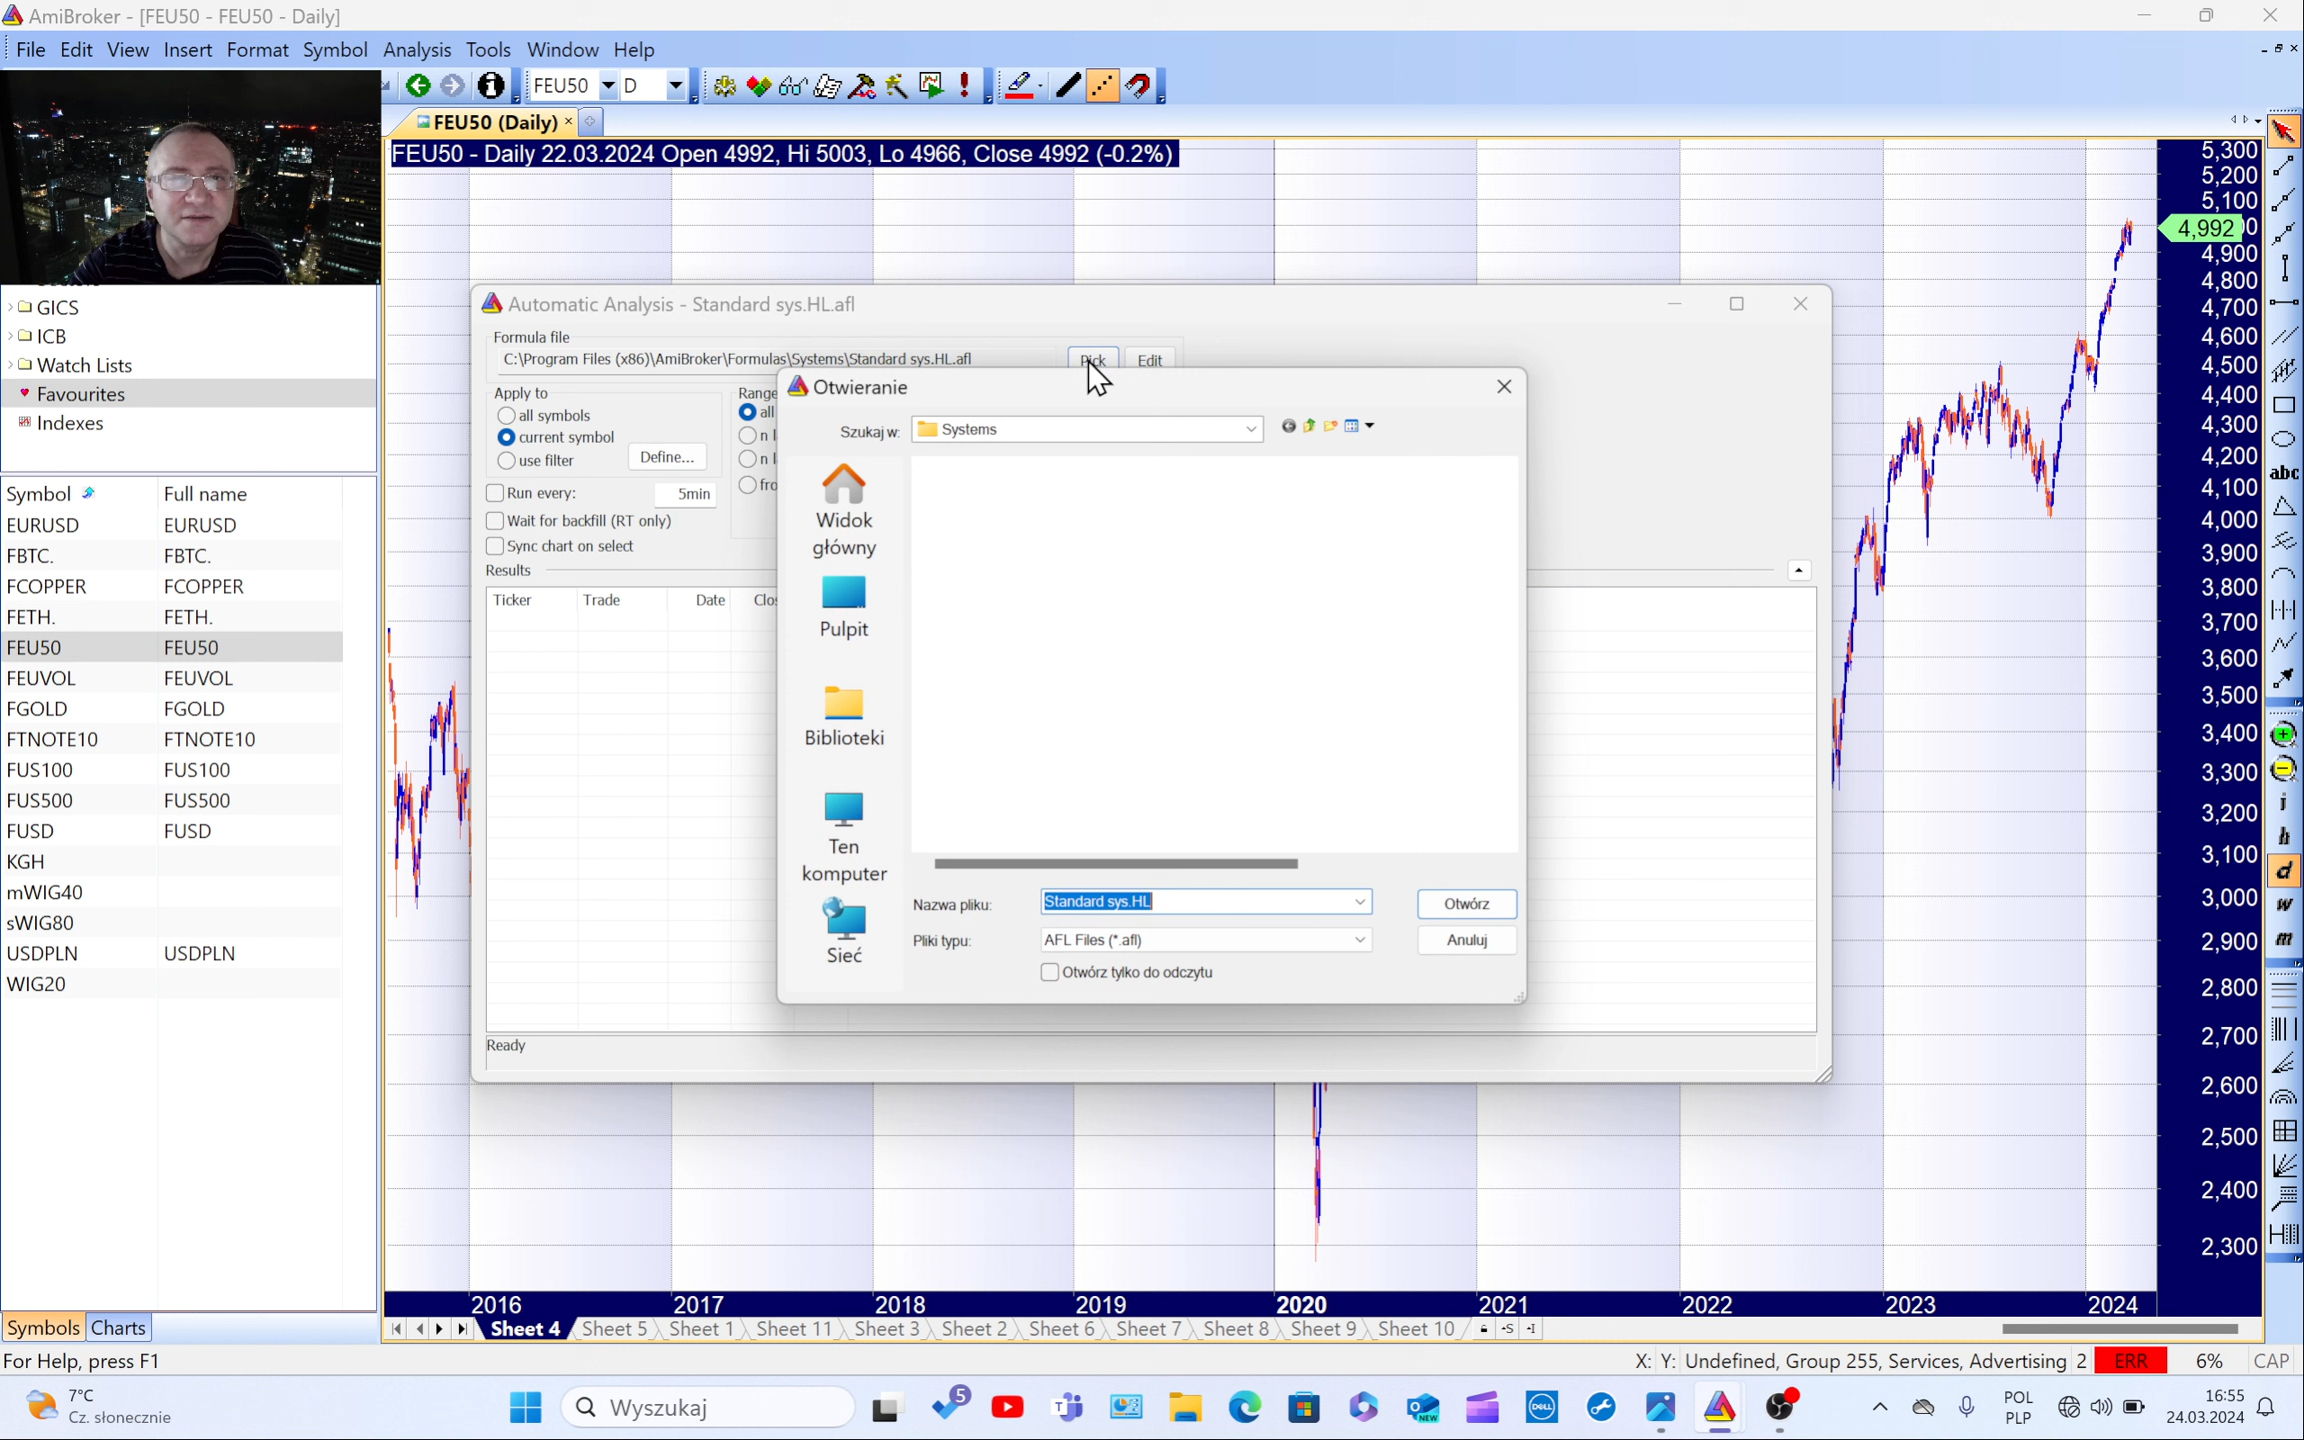 AmiBroker - [FEU50 - FEU50 - Daily]
File Edit View Insert Format Symbol Analysis Tools Window Help
FEU50 D
FEU50 (Daily)
FEU50 - Daily 22.03.2024 Open 4992, Hi 5003, Lo 4966, Close 4992 (-0.2%)
GICS
ICB
Watch Lists
Favourites
Indexes
Symbol Full name
EURUSD EURUSD
FBTC. FBTC.
FCOPPER FCOPPER
FETH. FETH.
FEU50 FEU50
FEUVOL FEUVOL
FGOLD FGOLD
FTNOTE10 FTNOTE10
FUS100 FUS100
FUS500 FUS500
FUSD FUSD
KGH
mWIG40
sWIG80
USDPLN USDPLN
WIG20
Symbols Charts
Automatic Analysis - Standard sys.HL.afl
Formula file
C:\Program Files (x86)\AmiBroker\Formulas\Systems\Standard sys.HL.afl
Pick Edit
Apply to
all symbols
current symbol
use filter
Define...
Range
all
Run every: 5min
Wait for backfill (RT only)
Sync chart on select
Results
Ticker Trade Date
Ready
Otwieranie
Szukaj w: Systems
Widok
główny
Pulpit
Biblioteki
Ten
komputer
Sieć
Nazwa pliku: Standard sys.HL Otwórz
Pliki typu: AFL Files (*.afl) Anuluj
Otwórz tylko do odczytu
5,300
5,200
5,100
4,992
4,900
4,800
4,700
4,600
4,500
4,400
4,300
4,200
4,100
4,000
3,900
3,800
3,700
3,600
3,500
3,400
3,300
3,200
3,100
3,000
2,900
2,800
2,700
2,600
2,500
2,400
2,300
abc
i
h
d
w
m
2016 2017 2018 2019 2020 2021 2022 2023 2024
Sheet 4 Sheet 5 Sheet 1 Sheet 11 Sheet 3 Sheet 2 Sheet 6 Sheet 7 Sheet 8 Sheet 9 Sheet 10
For Help, press F1
X: Y: Undefined, Group 255, Services, Advertising 2 ERR 6% CAP
7°C
Cz. słonecznie
Wyszukaj
5
NEW
DELL
POL
PLP
16:55
24.03.2024